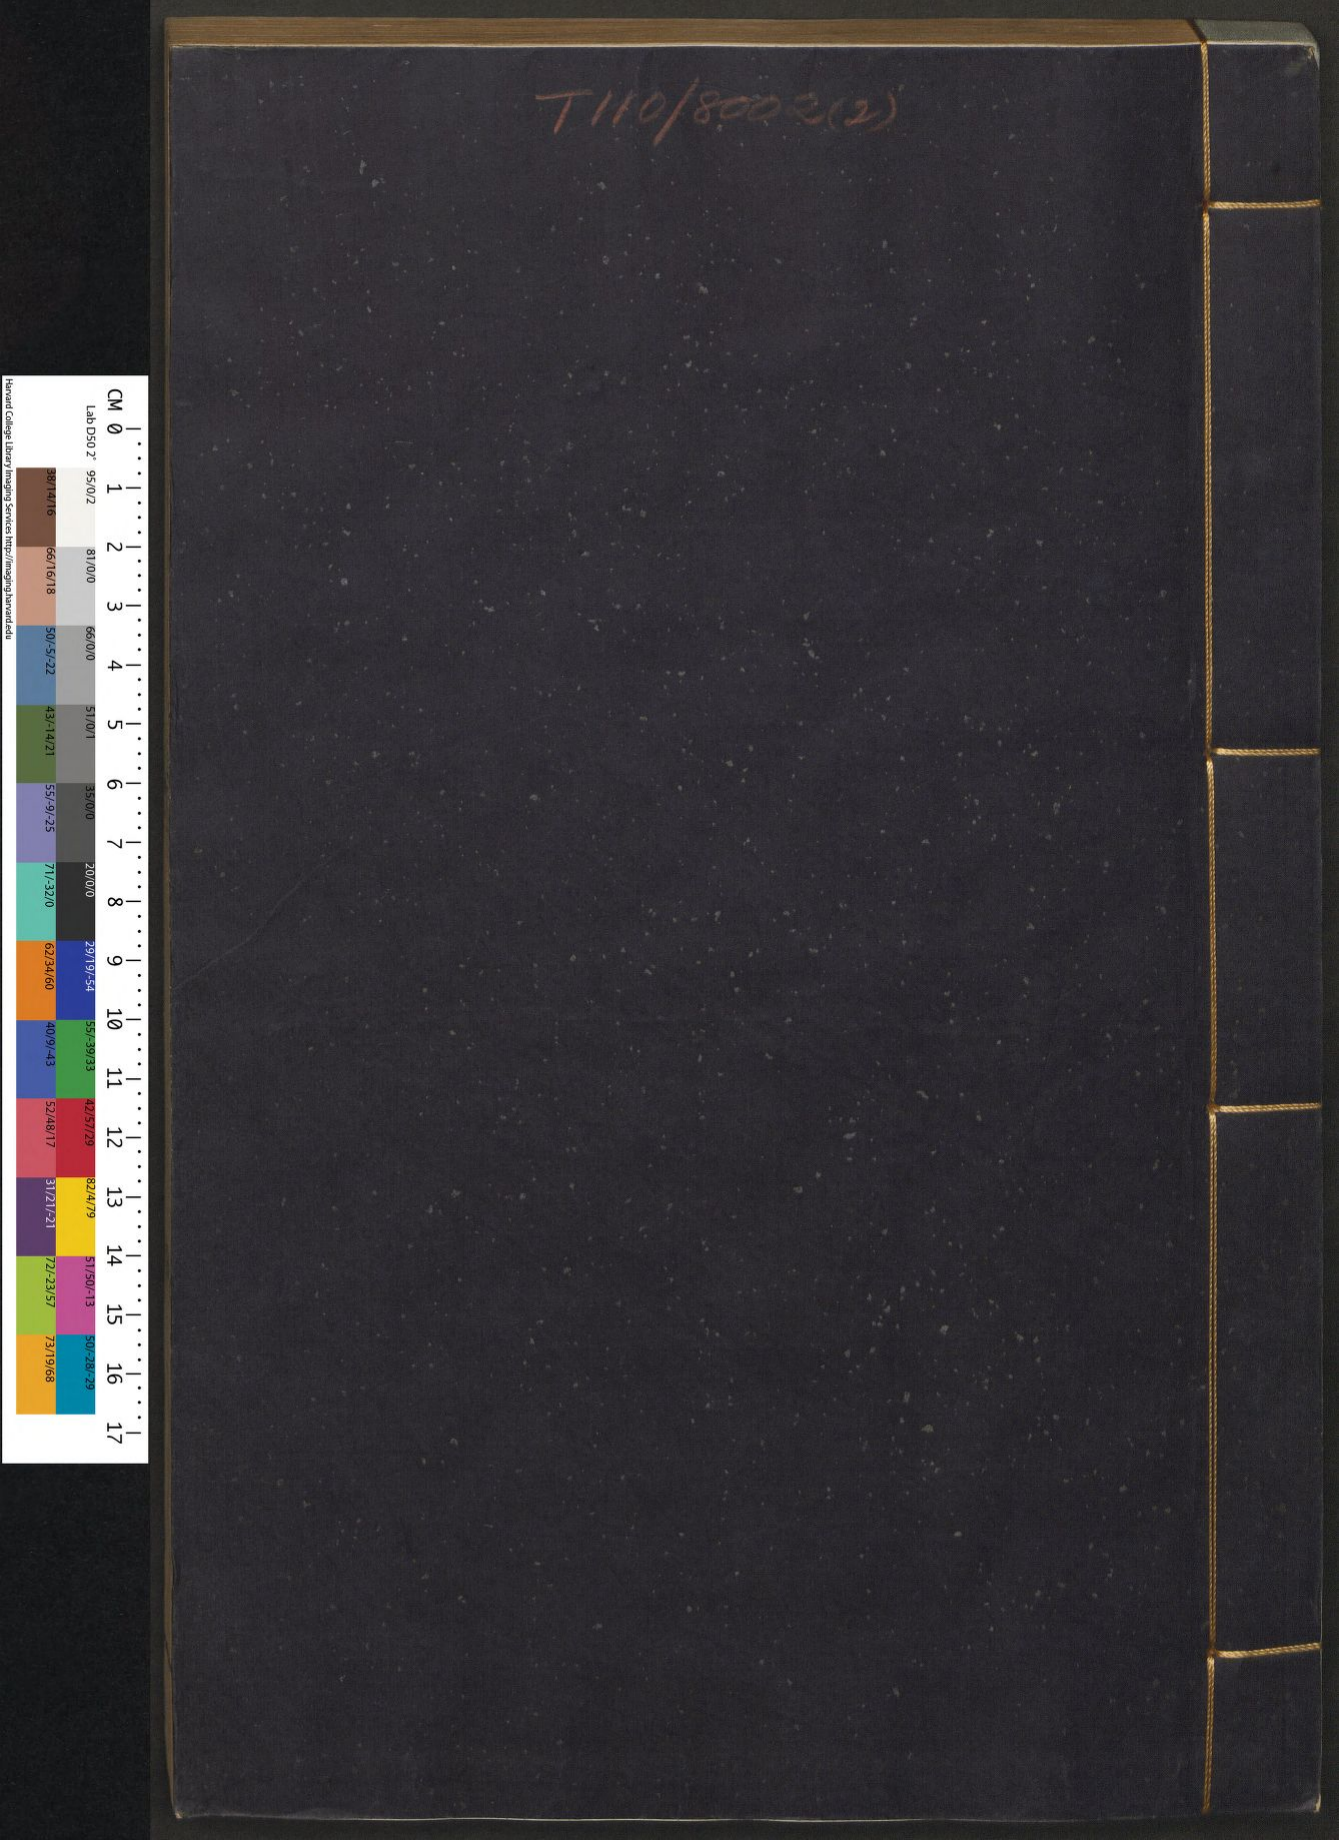 T110/8002(2)
CM 0 1 2 3 4 5 6 7 8 9 10 11 12 13 14 15 16 17
Lab D50 2° 95/0/2 81/0/0 66/0/0 51/0/1 35/0/0 20/0/0 29/19/-54 55/-39/33 42/57/29 82/4/79 51/50/-13 50/-28/-29
38/14/16 66/16/18 50/-5/-22 43/-14/21 55/-9/-25 71/-32/0 62/34/60 40/9/-43 52/48/17 31/21/-21 72/-23/57 73/19/68
Harvard College Library Imaging Services http://imaging.harvard.edu